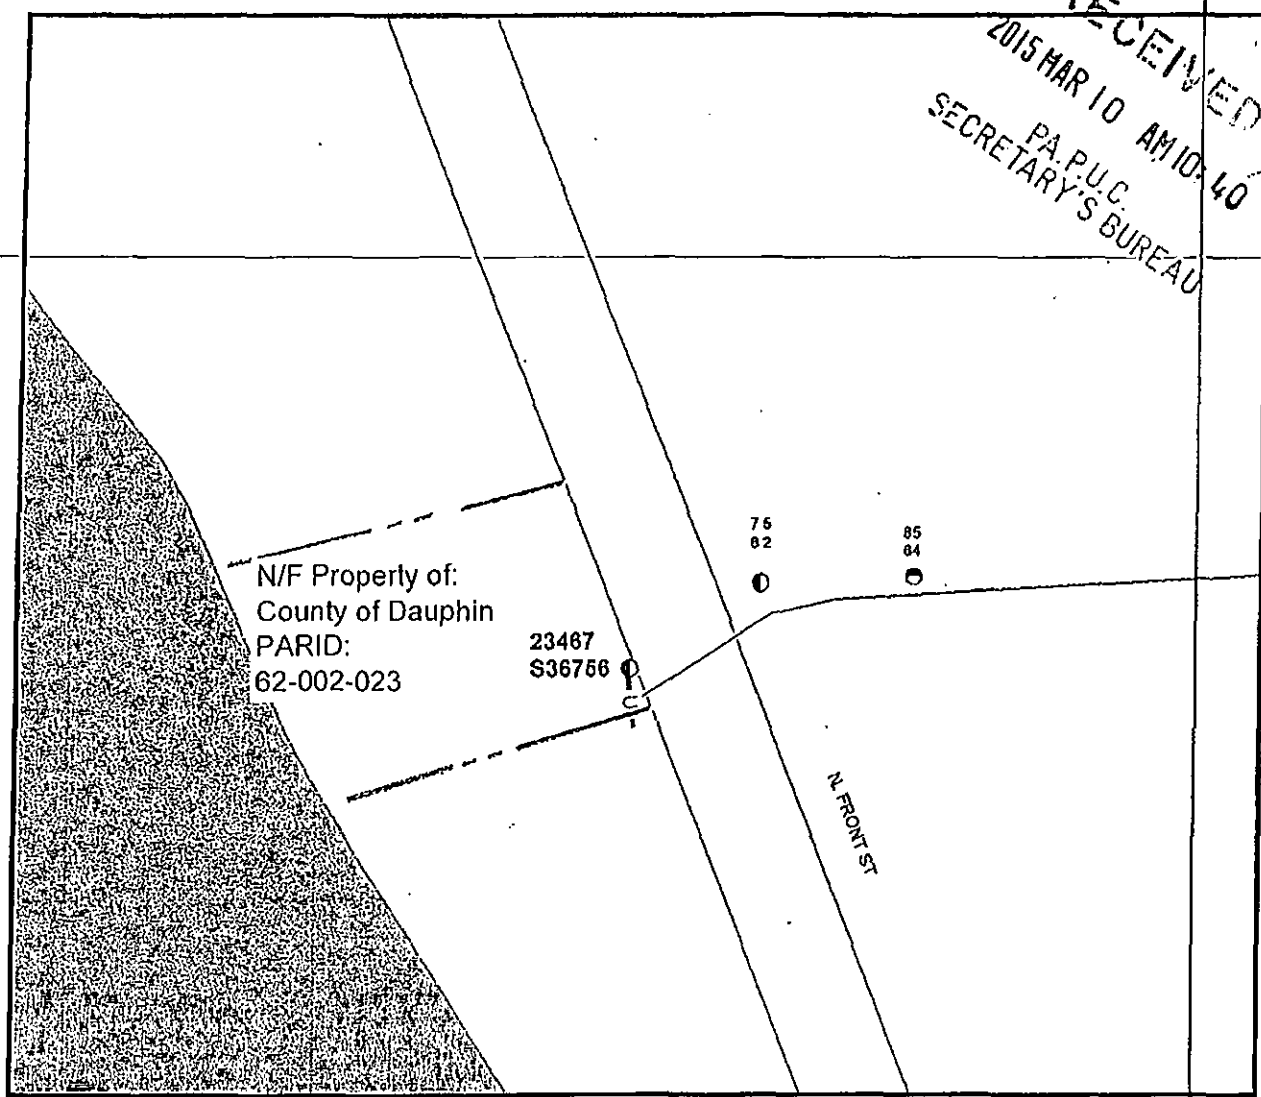 RECEIVED
2015 MAR 10 AM 10:40
PA.P.U.C.
SECRETARY'S BUREAU
N/F Property of:
County of Dauphin
PARID:
62-002-023
23467
S36756
75
62
85
64
N. FRONT ST